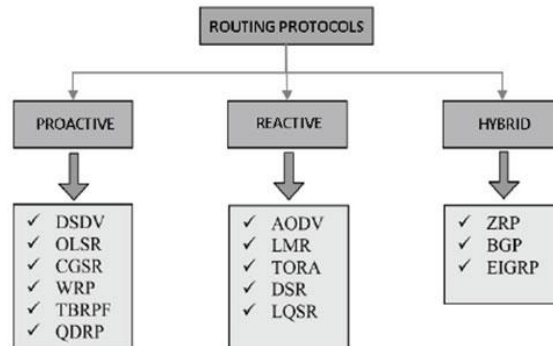 ROUTING PROTOCOLS
PROACTIVE
REACTIVE
HYBRID
✓ DSDV
✓ OLSR
✓ CGSR
✓ WRP
✓ TBRPF
✓ QDRP
✓ AODV
✓ LMR
✓ TORA
✓ DSR
✓ LQSR
✓ ZRP
✓ BGP
✓ EIGRP